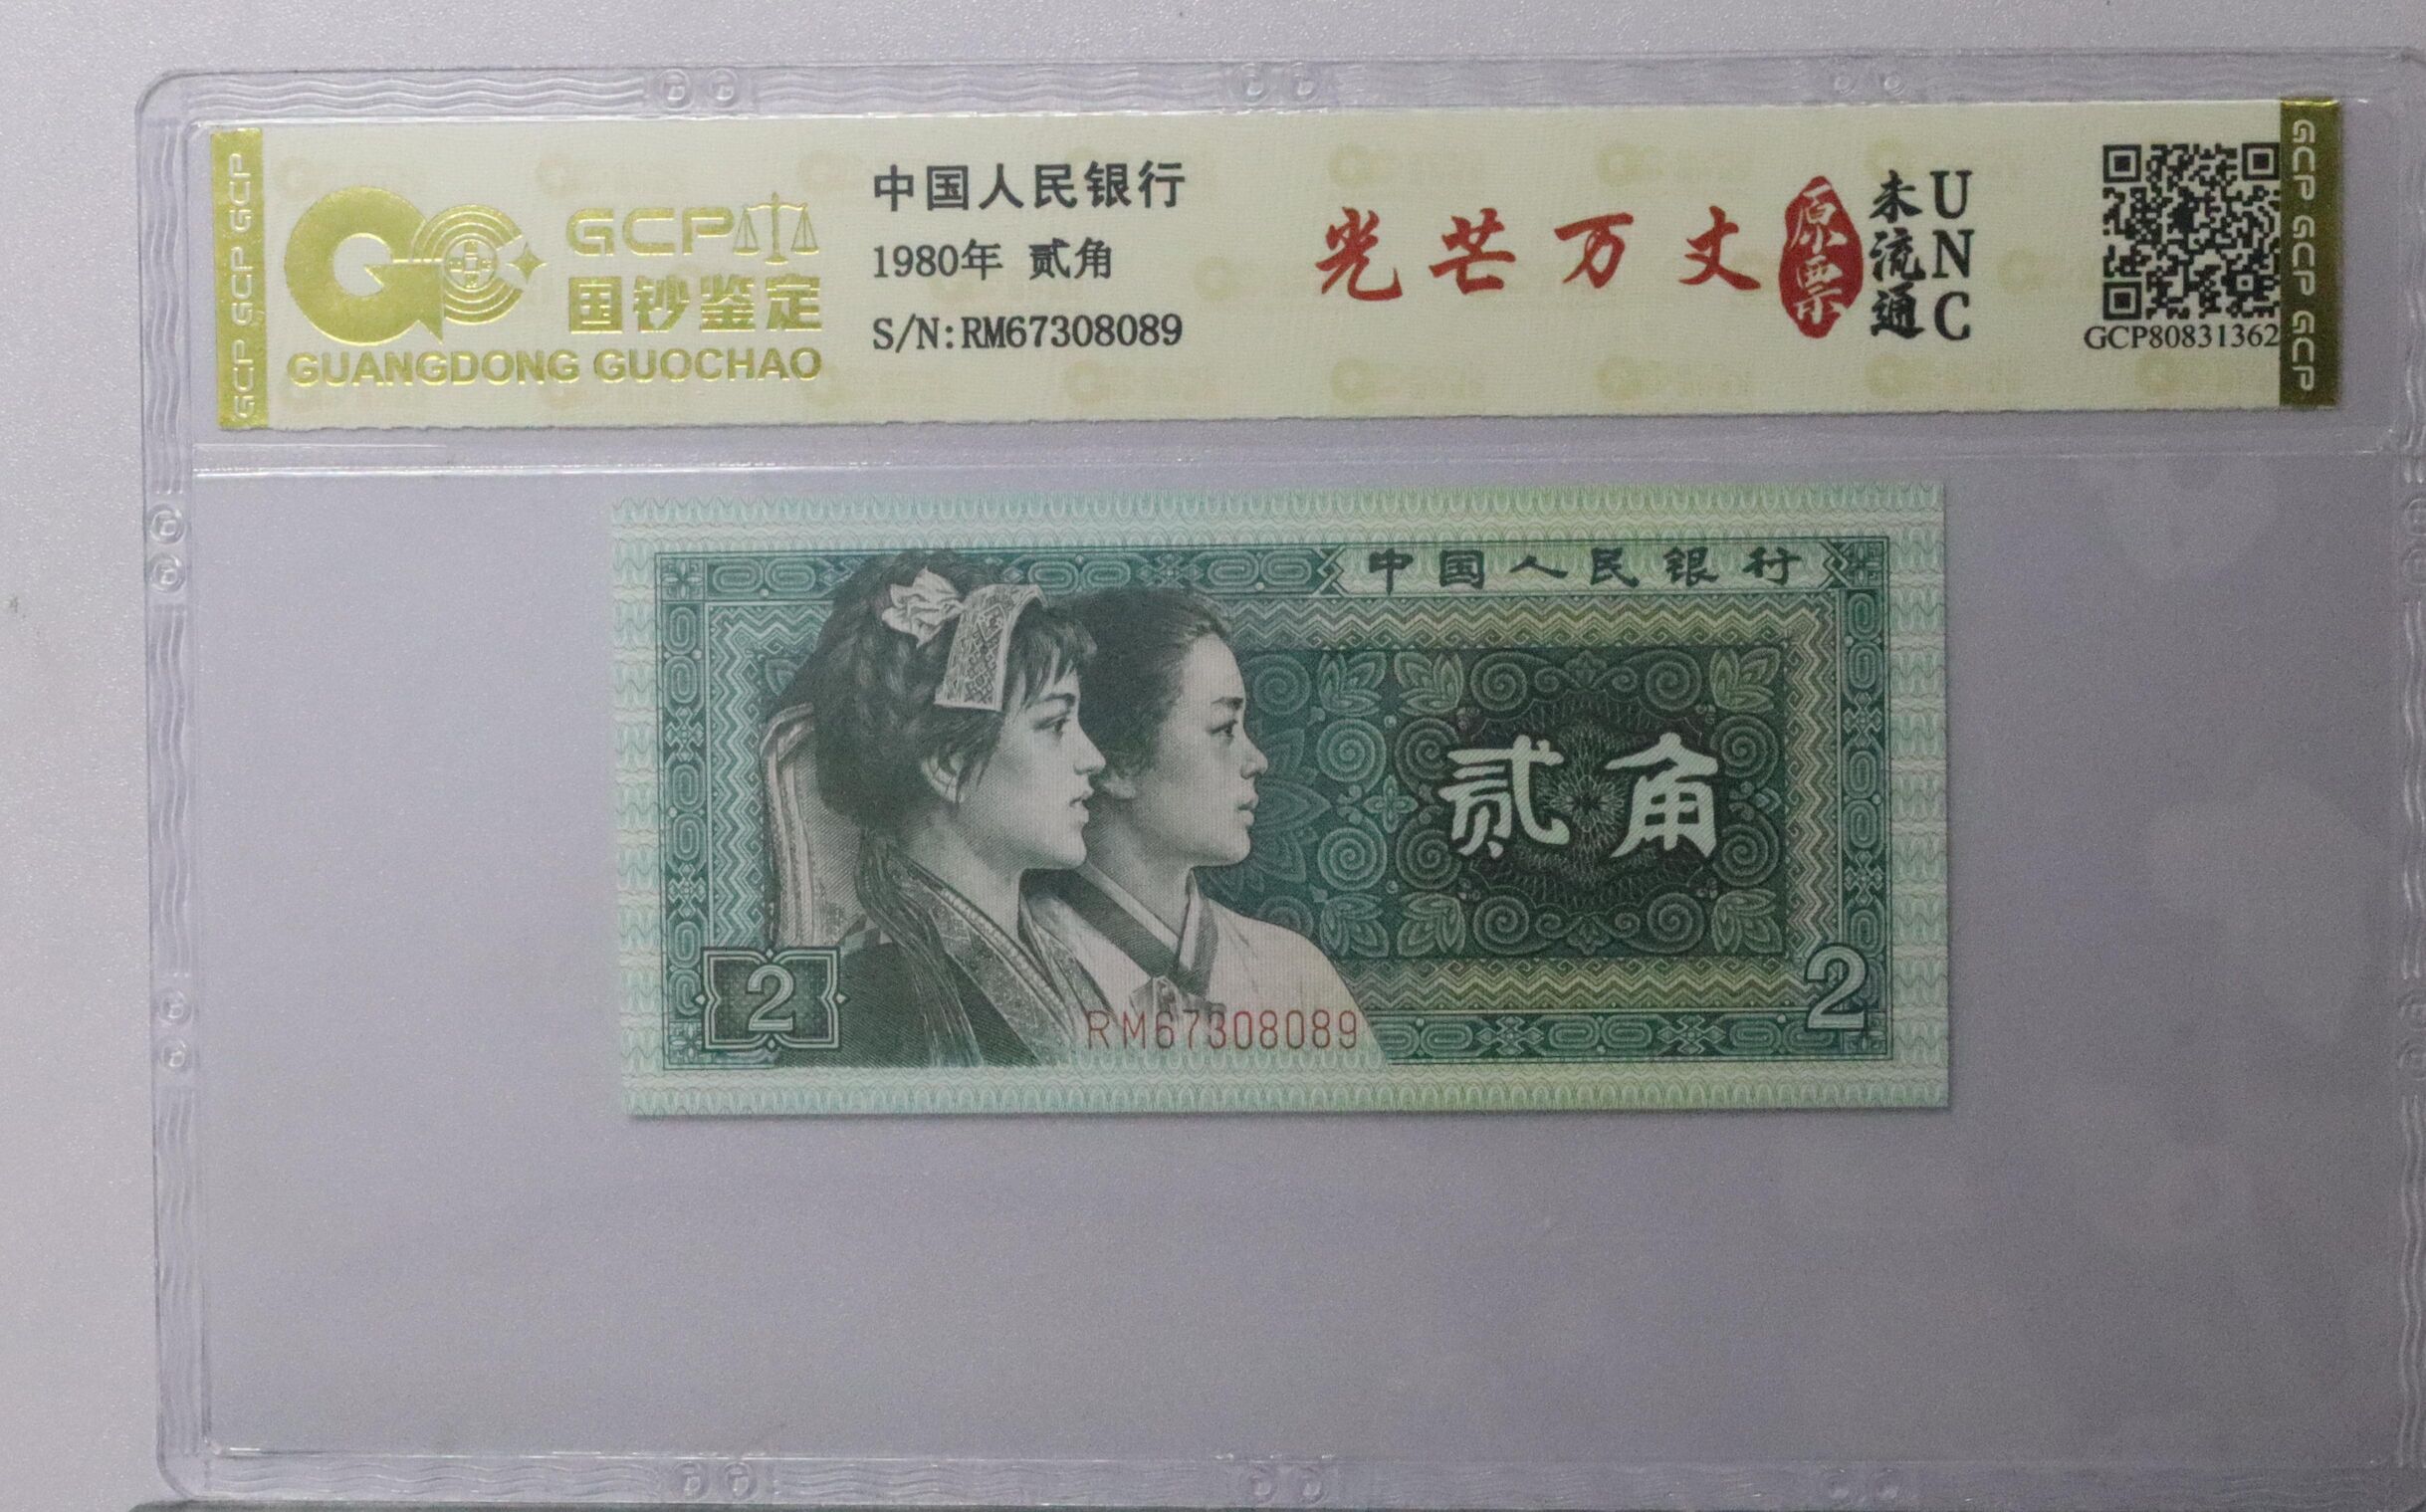 GCP GCP GCP
GCP
国钞鉴定
GUANGDONG GUOCHAO
中国人民银行
1980年 贰角
S/N:RM67308089
光芒万丈
原票
未流通
UNC
GCP80831362
GCP GCP GCP
中国人民银行
贰角
2
2
RM67308089